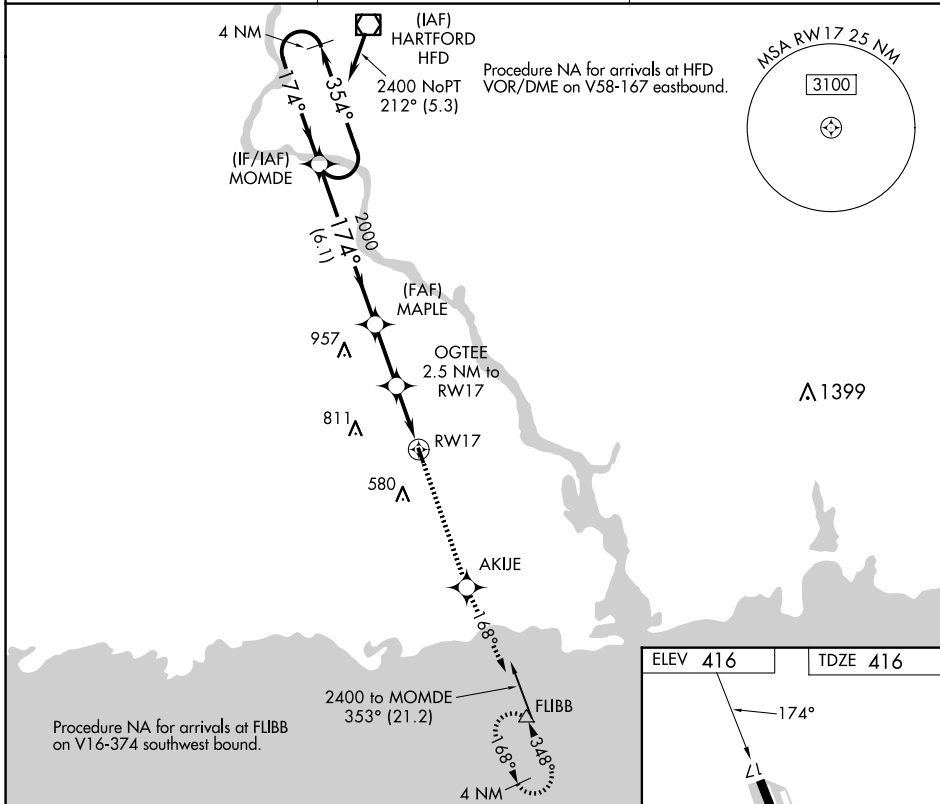 4 NM
(IAF)
HARTFORD
HFD
2400 NoPT
212° (5.3)
Procedure NA for arrivals at HFD
VOR/DME on V58-167 eastbound.
MSA RW17 25 NM
3100
174°
354°
(IF/IAF)
MOMDE
2000
174°
(6.1)
(FAF)
MAPLE
957
OGTEE
2.5 NM to
RW17
1399
811
RW17
580
AKIJE
168°
2400 to MOMDE
353° (21.2)
FLIBB
Procedure NA for arrivals at FLIBB
on V16-374 southwest bound.
168°
348°
4 NM
ELEV 416
TDZE 416
174°
17